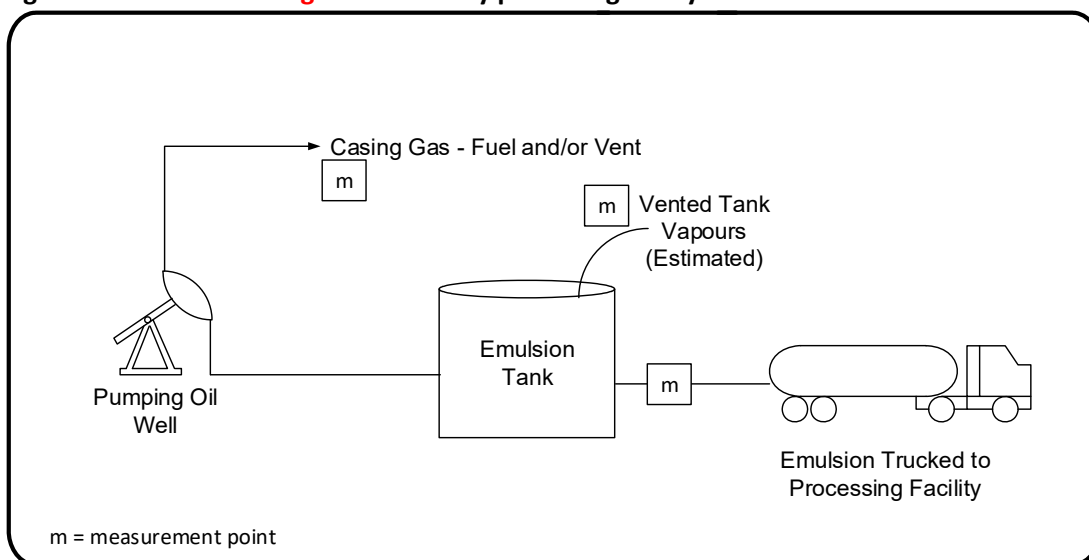 Casing Gas - Fuel and/or Vent
m
m
Vented Tank
Vapours
(Estimated)
Emulsion
Tank
m
Pumping Oil
Well
Emulsion Trucked to
Processing Facility
m = measurement point